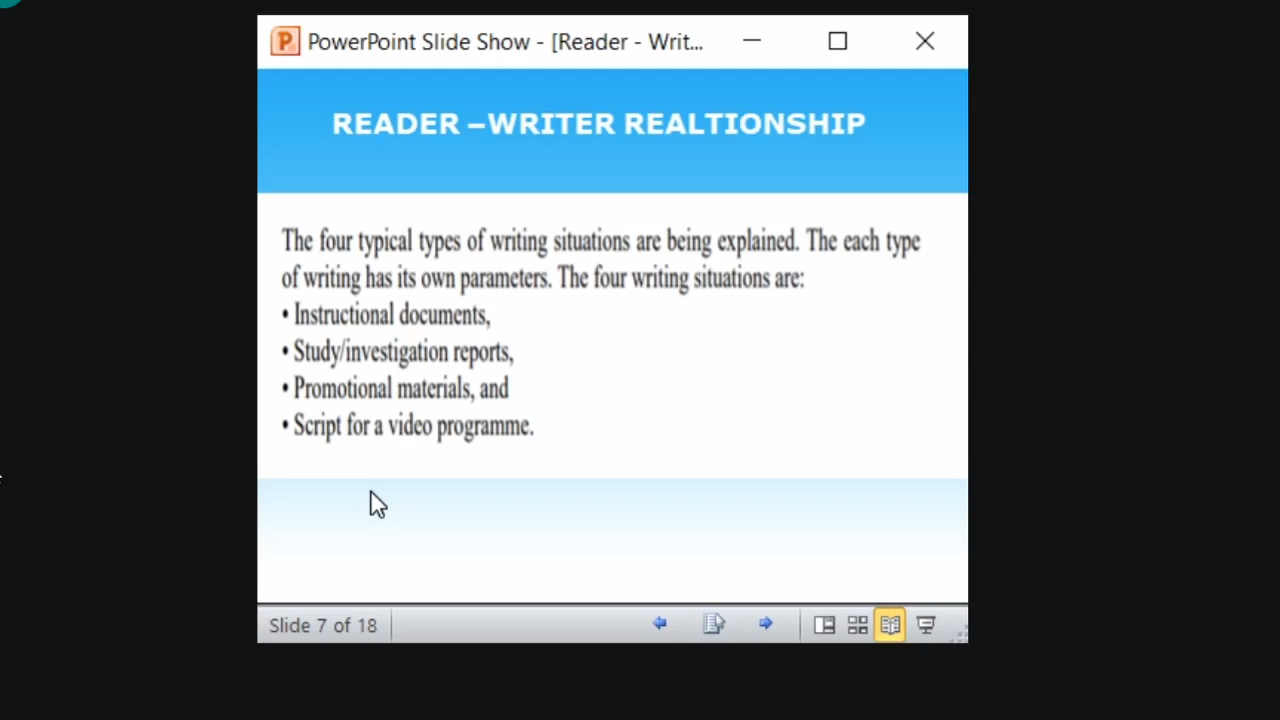 PowerPoint Slide Show - [Reader - Writ...
READER –WRITER REALTIONSHIP
The four typical types of writing situations are being explained. The each type
of writing has its own parameters. The four writing situations are:
• Instructional documents,
• Study/investigation reports,
• Promotional materials, and
• Script for a video programme.
Slide 7 of 18